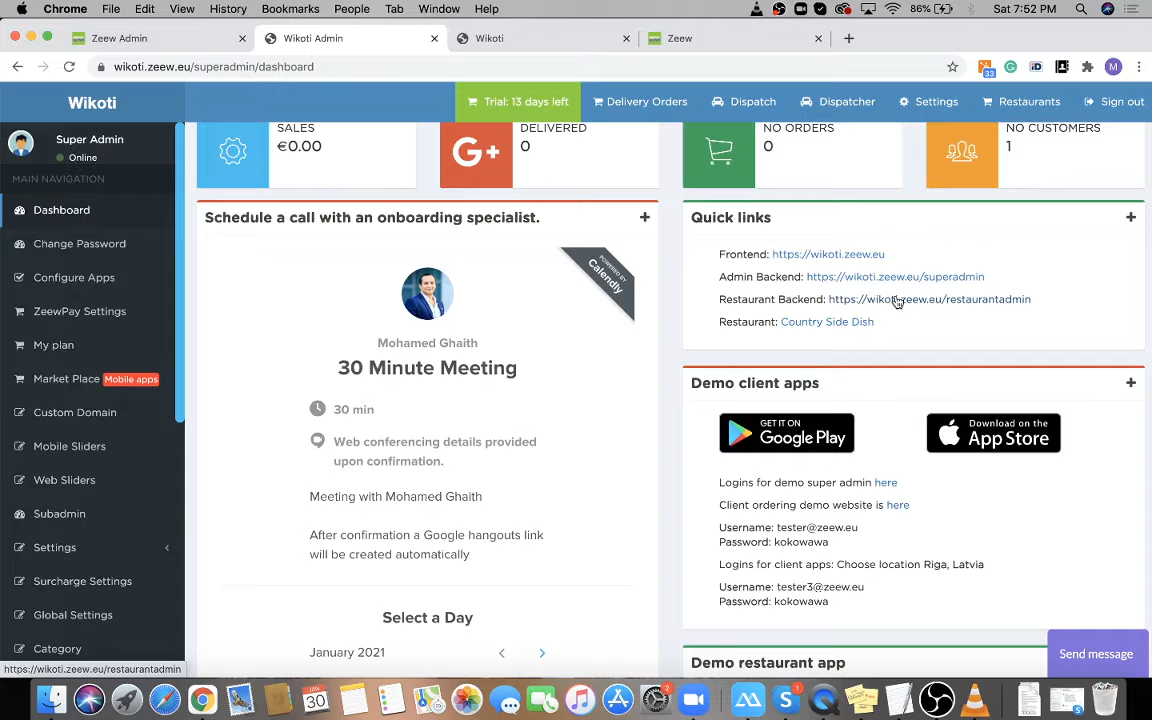 Chrome File Edit View History Bookmarks People Tab Window Help 86% Sat 7:52 PM
Zeew Admin Wikoti Admin Wikoti Zeew
wikoti.zeew.eu/superadmin/dashboard 33 M
Wikoti Trial: 13 days left Delivery Orders Dispatch Dispatcher Settings Restaurants Sign out
Super Admin
Online
MAIN NAVIGATION
Dashboard
Change Password
Configure Apps
ZeewPay Settings
My plan
Market Place Mobile apps
Custom Domain
Mobile Sliders
Web Sliders
Subadmin
Settings
Surcharge Settings
Global Settings
Category
https://wikoti.zeew.eu/restaurantadmin
SALES
€0.00
G+
DELIVERED
0
NO ORDERS
0
NO CUSTOMERS
1
Schedule a call with an onboarding specialist. +
POWERED BY
Calendly
Mohamed Ghaith
30 Minute Meeting
30 min
Web conferencing details provided
upon confirmation.
Meeting with Mohamed Ghaith
After confirmation a Google hangouts link
will be created automatically
Select a Day
January 2021
Quick links +
Frontend: https://wikoti.zeew.eu
Admin Backend: https://wikoti.zeew.eu/superadmin
Restaurant Backend: https://wikoti.zeew.eu/restaurantadmin
Restaurant: Country Side Dish
Demo client apps +
GET IT ON
Google Play
Download on the
App Store
Logins for demo super admin here
Client ordering demo website is here
Username: tester@zeew.eu
Password: kokowawa
Logins for client apps: Choose location Riga, Latvia
Username: tester3@zeew.eu
Password: kokowawa
Demo restaurant app
Send message
30
2